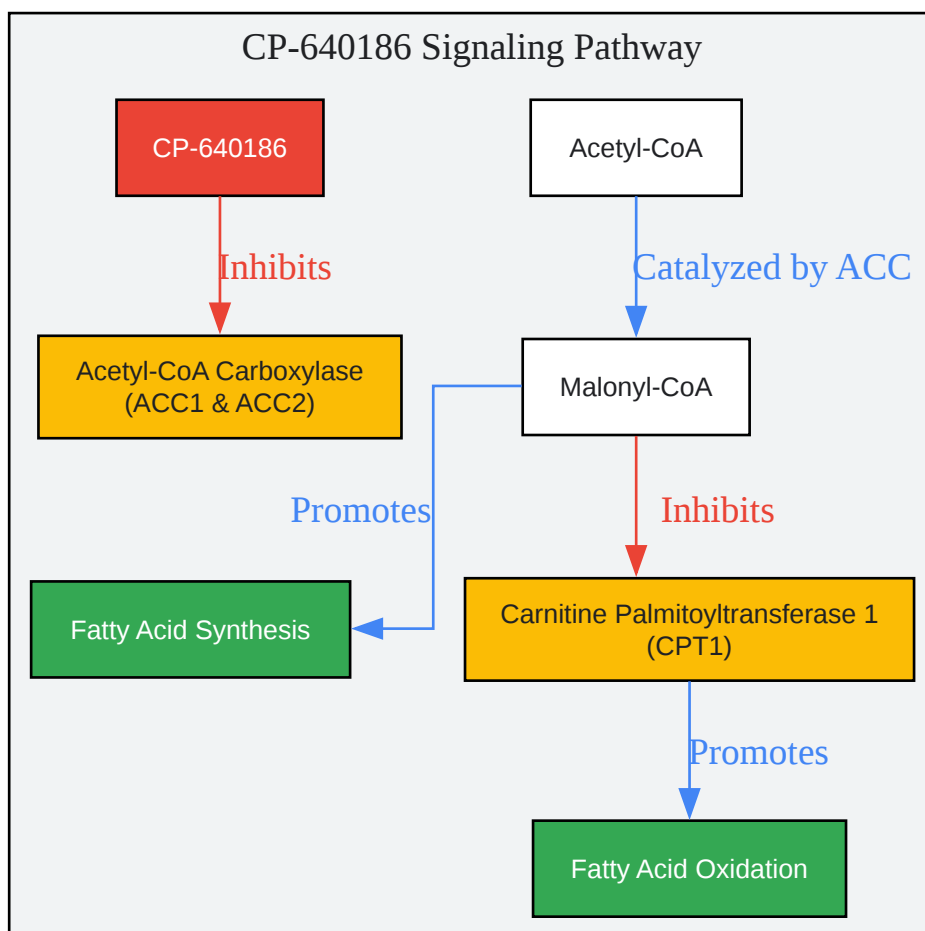 CP-640186 Signaling Pathway
CP-640186
Acetyl-CoA
Inhibits
Catalyzed by ACC
Acetyl-CoA Carboxylase
(ACC1 & ACC2)
Malonyl-CoA
Promotes
Inhibits
Fatty Acid Synthesis
Carnitine Palmitoyltransferase 1
(CPT1)
Promotes
Fatty Acid Oxidation